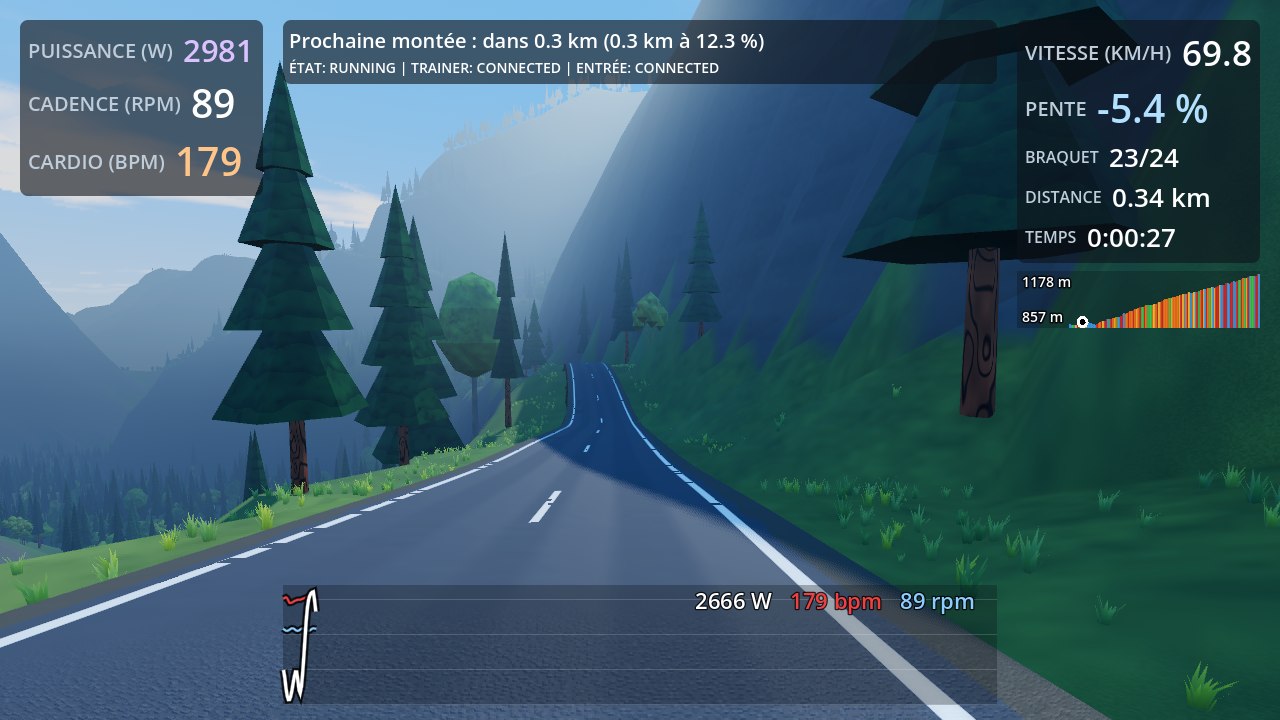 PUISSANCE (W) 2981
CADENCE (RPM) 89
CARDIO (BPM) 179
Prochaine montée : dans 0.3 km (0.3 km à 12.3 %)
ÉTAT: RUNNING | TRAINER: CONNECTED | ENTRÉE: CONNECTED
VITESSE (KM/H) 69.8
PENTE -5.4 %
BRAQUET 23/24
DISTANCE 0.34 km
TEMPS 0:00:27
1178 m
857 m
2666 W 179 bpm 89 rpm